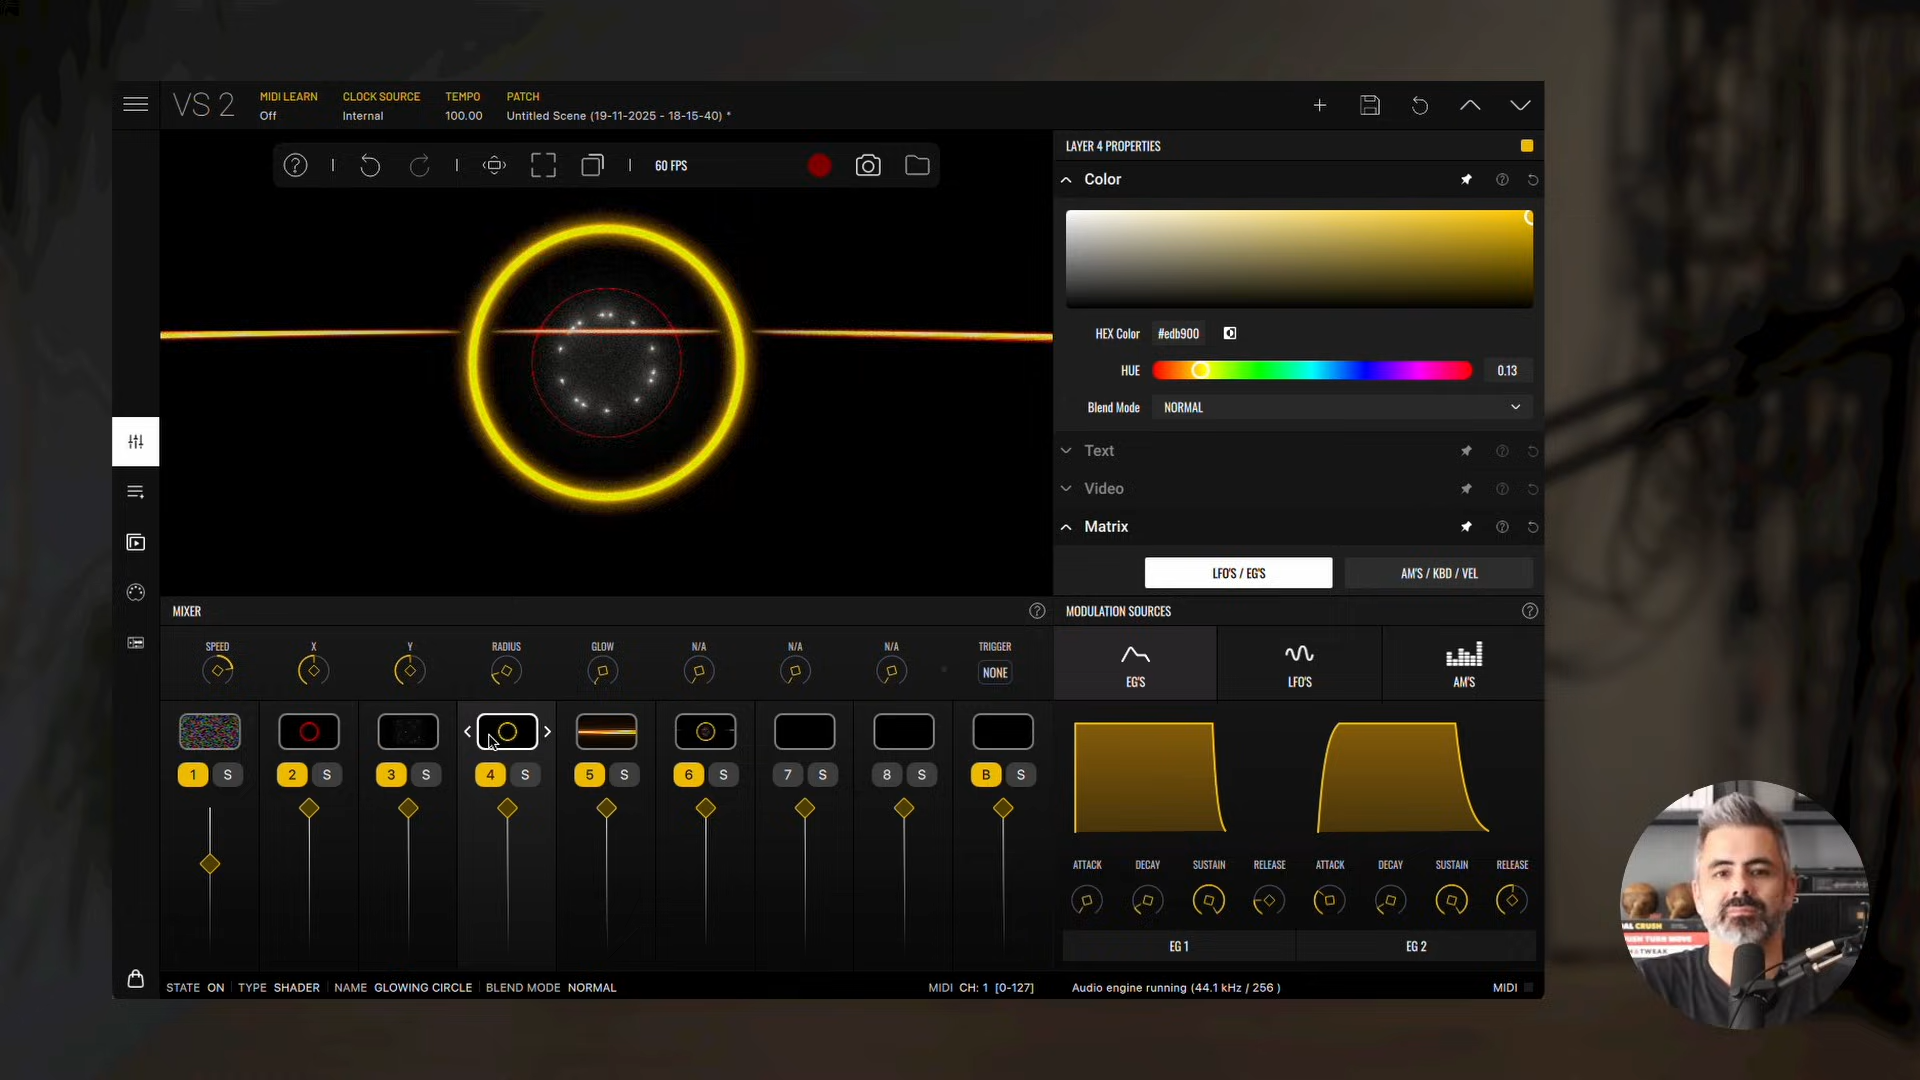 VS 2
MIDI LEARN
Off
CLOCK SOURCE
Internal
TEMPO
100.00
PATCH
Untitled Scene (19-11-2025 - 18-15-40) *
60 FPS
LAYER 4 PROPERTIES
Color
HEX Color
#edb900
HUE
0.13
Blend Mode
NORMAL
Text
Video
Matrix
LFO'S / EG'S
AM'S / KBD / VEL
MIXER
SPEED
X
Y
RADIUS
GLOW
N/A
N/A
N/A
TRIGGER
NONE
1 S
2 S
3 S
4 S
5 S
6 S
7 S
8 S
B S
MODULATION SOURCES
EG'S
LFO'S
AM'S
ATTACK DECAY SUSTAIN RELEASE
ATTACK DECAY SUSTAIN RELEASE
EG 1
EG 2
STATE ON TYPE SHADER NAME GLOWING CIRCLE BLEND MODE NORMAL
MIDI CH: 1 [0-127]
Audio engine running (44.1 kHz / 256 )
MIDI